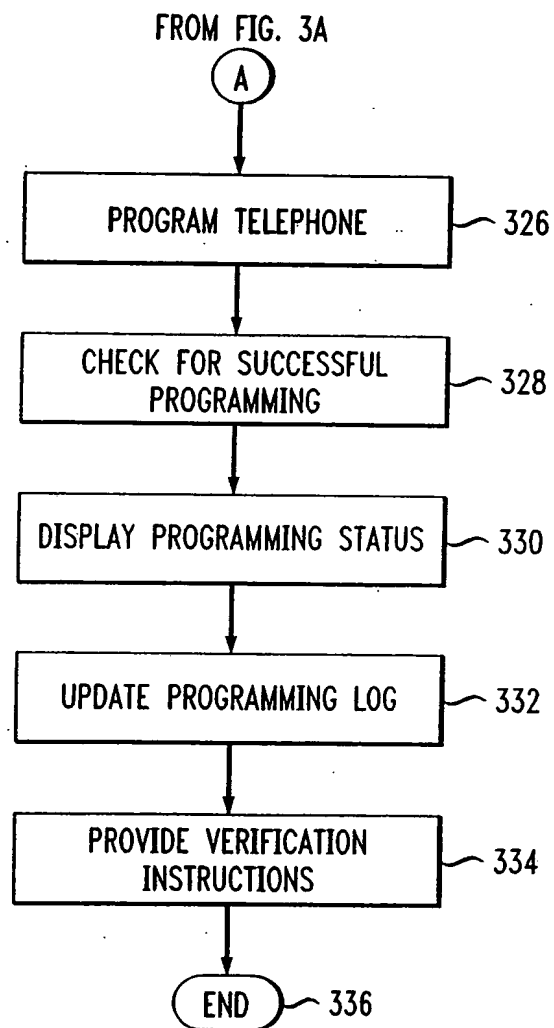 FROM FIG. 3A
A
PROGRAM TELEPHONE
326
CHECK FOR SUCCESSFUL
PROGRAMMING
328
DISPLAY PROGRAMMING STATUS
330
UPDATE PROGRAMMING LOG
332
PROVIDE VERIFICATION
INSTRUCTIONS
334
END
336